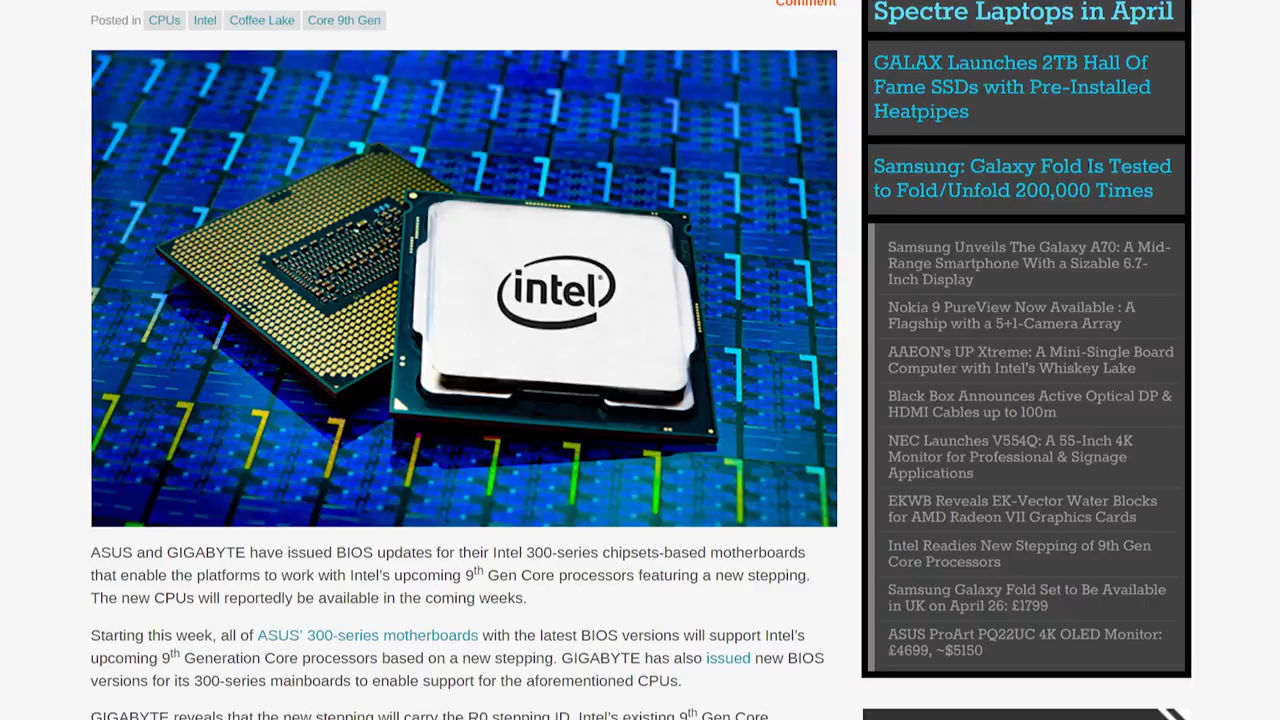 Comment
Posted in CPUs Intel Coffee Lake Core 9th Gen
intel®
ASUS and GIGABYTE have issued BIOS updates for their Intel 300-series chipsets-based motherboards
that enable the platforms to work with Intel's upcoming 9th Gen Core processors featuring a new stepping.
The new CPUs will reportedly be available in the coming weeks.
Starting this week, all of ASUS' 300-series motherboards with the latest BIOS versions will support Intel's
upcoming 9th Generation Core processors based on a new stepping. GIGABYTE has also issued new BIOS
versions for its 300-series mainboards to enable support for the aforementioned CPUs.
GIGABYTE reveals that the new stepping will carry the R0 stepping ID. Intel's existing 9th Gen Core
Spectre Laptops in April
GALAX Launches 2TB Hall Of
Fame SSDs with Pre-Installed
Heatpipes
Samsung: Galaxy Fold Is Tested
to Fold/Unfold 200,000 Times
Samsung Unveils The Galaxy A70: A Mid-
Range Smartphone With a Sizable 6.7-
Inch Display
Nokia 9 PureView Now Available : A
Flagship with a 5+1-Camera Array
AAEON's UP Xtreme: A Mini-Single Board
Computer with Intel's Whiskey Lake
Black Box Announces Active Optical DP &
HDMI Cables up to 100m
NEC Launches V554Q: A 55-Inch 4K
Monitor for Professional & Signage
Applications
EKWB Reveals EK-Vector Water Blocks
for AMD Radeon VII Graphics Cards
Intel Readies New Stepping of 9th Gen
Core Processors
Samsung Galaxy Fold Set to Be Available
in UK on April 26: £1799
ASUS ProArt PQ22UC 4K OLED Monitor:
£4699, ~$5150